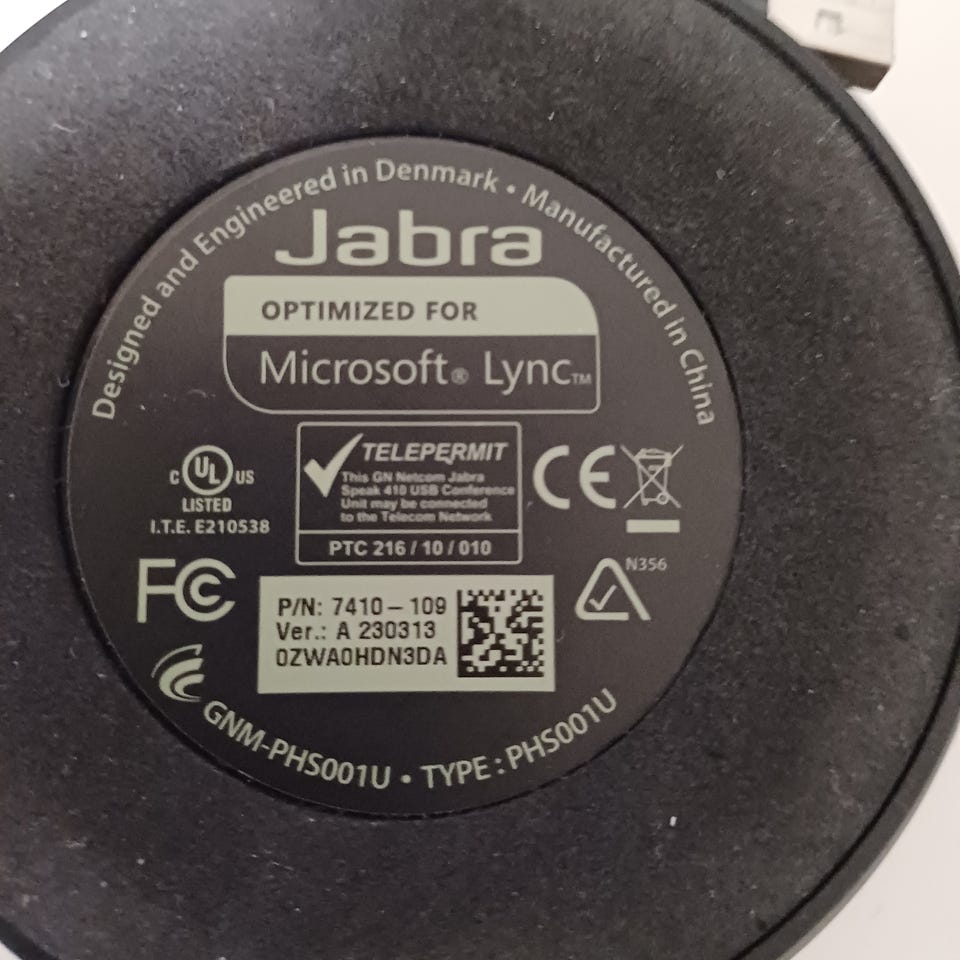 Designed and Engineered in Denmark • Manufactured in China
Jabra
OPTIMIZED FOR
Microsoft® Lync™
C UL US
LISTED
I.T.E. E210538
TELEPERMIT
This GN Netcom Jabra
Speak 410 USB Conference
Unit may be connected
to the Telecom Network
PTC 216 / 10 / 010
CE
FC
N356
P/N: 7410 – 109
Ver.: A 230313
0ZWA0HDN3DA
GNM-PHS001U • TYPE : PHS001U